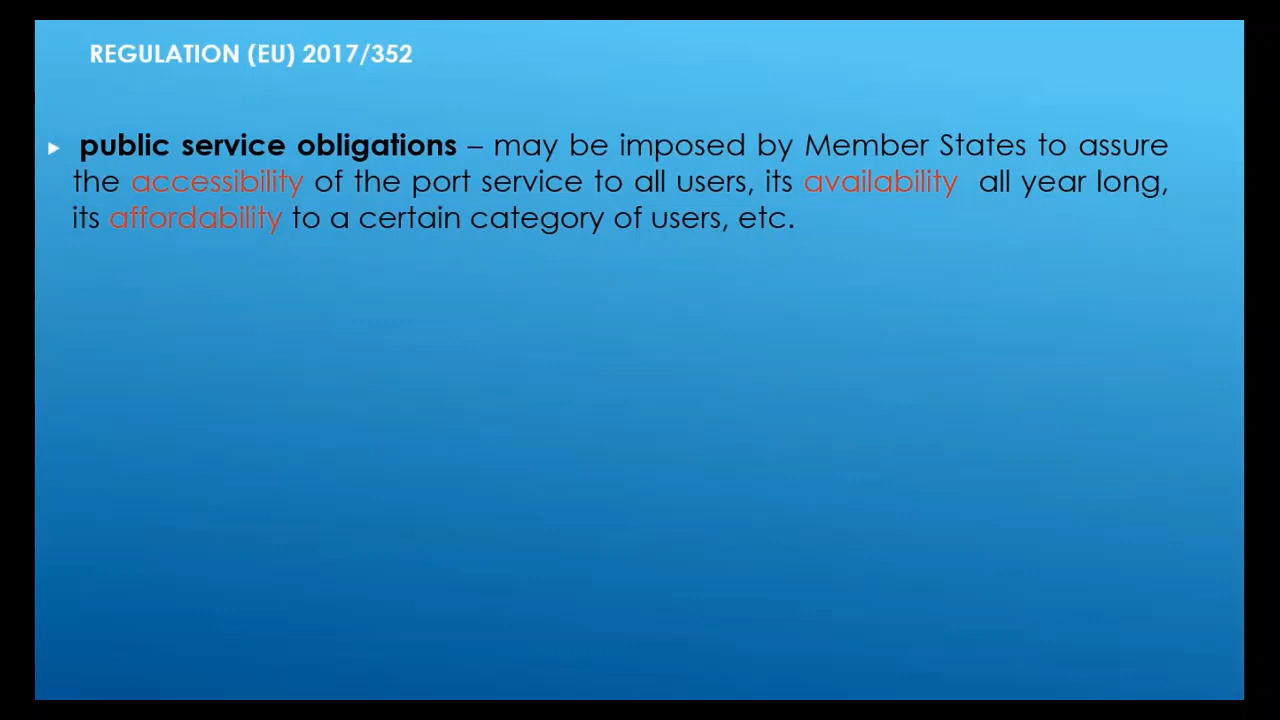 REGULATION (EU) 2017/352
public service obligations – may be imposed by Member States to assure
the accessibility of the port service to all users, its availability all year long,
its affordability to a certain category of users, etc.